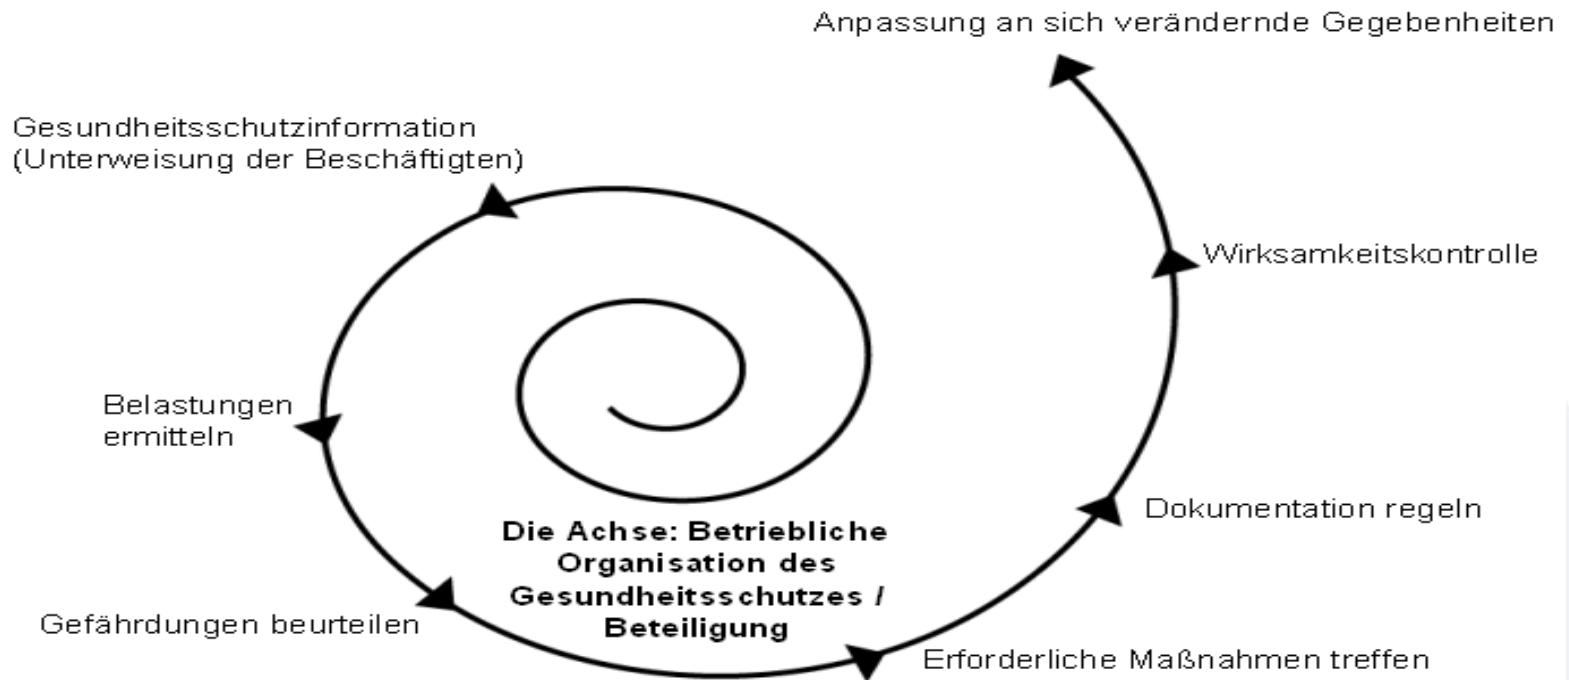 Anpassung an sich verändernde Gegebenheiten
Gesundheitsschutzinformation
(Unterweisung der Beschäftigten)
Wirksamkeitskontrolle
Belastungen
ermitteln
Dokumentation regeln
Die Achse: Betriebliche
Organisation des
Gesundheitsschutzes /
Beteiligung
Gefährdungen beurteilen
Erforderliche Maßnahmen treffen